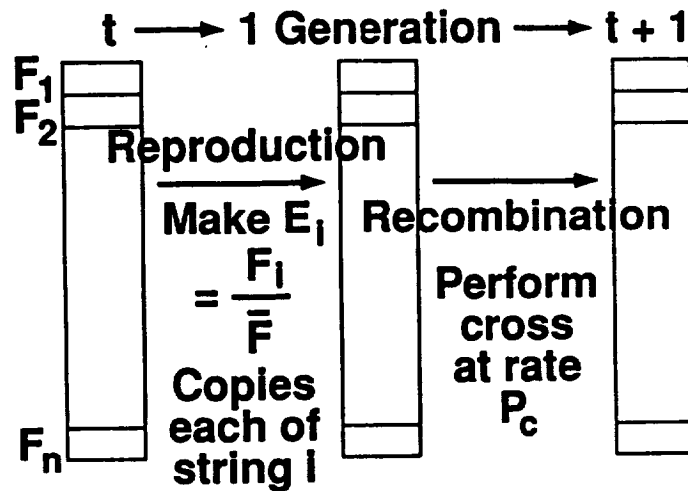 t → 1 Generation → t + 1
F₁
F₂
Reproduction
Make Eᵢ
= Fᵢ / F̄
Copies
each of
string i
Recombination
Perform
cross
at rate
P꜀
Fₙ